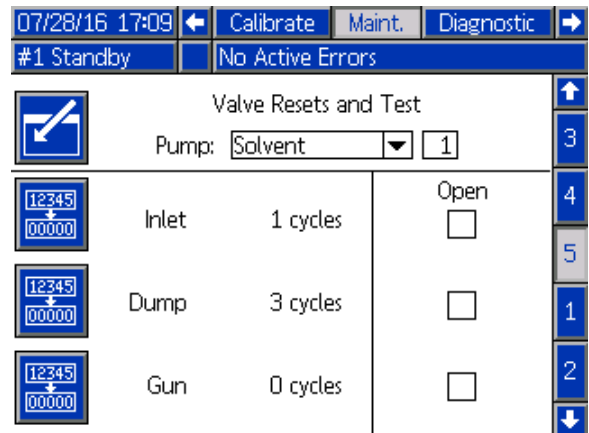 07/28/16 17:09 Calibrate Maint. Diagnostic
#1 Standby No Active Errors
Valve Resets and Test
Pump: Solvent 1
3
Open
12345
00000
Inlet 1 cycles
4
5
12345
00000
Dump 3 cycles
1
12345
00000
Gun 0 cycles
2